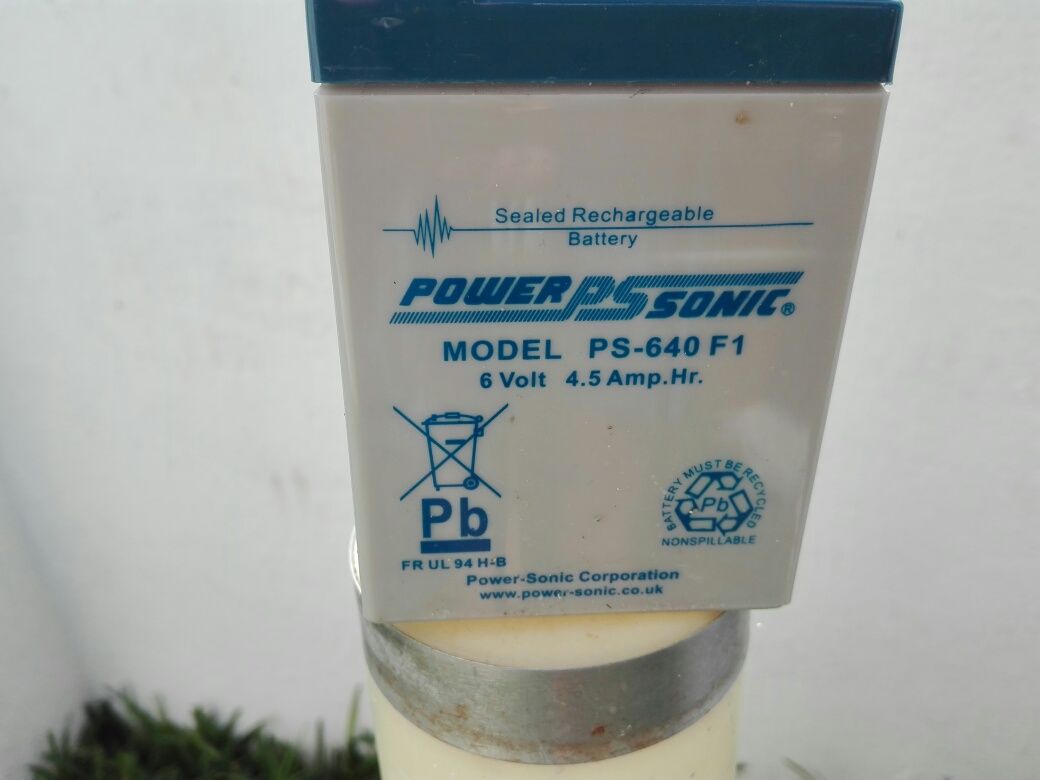 Sealed Rechargeable
Battery
POWER PS SONIC®
MODEL PS-640 F1
6 Volt 4.5 Amp.Hr.
Pb
FR UL 94 H-B
BATTERY MUST BE RECYCLED
Pb
NONSPILLABLE
Power-Sonic Corporation
www.power-sonic.co.uk